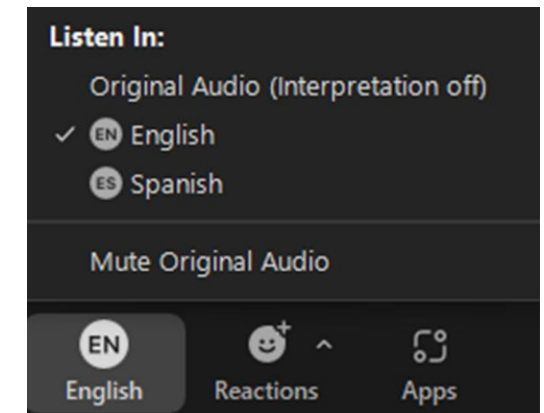 Listen In:
Original Audio (Interpretation off)
EN English
ES Spanish
Mute Original Audio
EN
English Reactions Apps